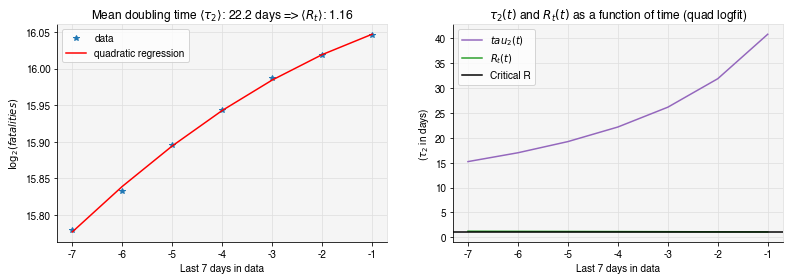 Mean doubling time ⟨τ₂⟩: 22.2 days => ⟨Rₜ⟩: 1.16
data
quadratic regression
log₂(fatalities)
16.05
16.00
15.95
15.90
15.85
15.80
-7 -6 -5 -4 -3 -2 -1
Last 7 days in data
τ₂(t) and Rₜ(t) as a function of time (quad logfit)
tau₂(t)
Rₜ(t)
Critical R
(τ₂ in days)
40
35
30
25
20
15
10
5
0
-7 -6 -5 -4 -3 -2 -1
Last 7 days in data